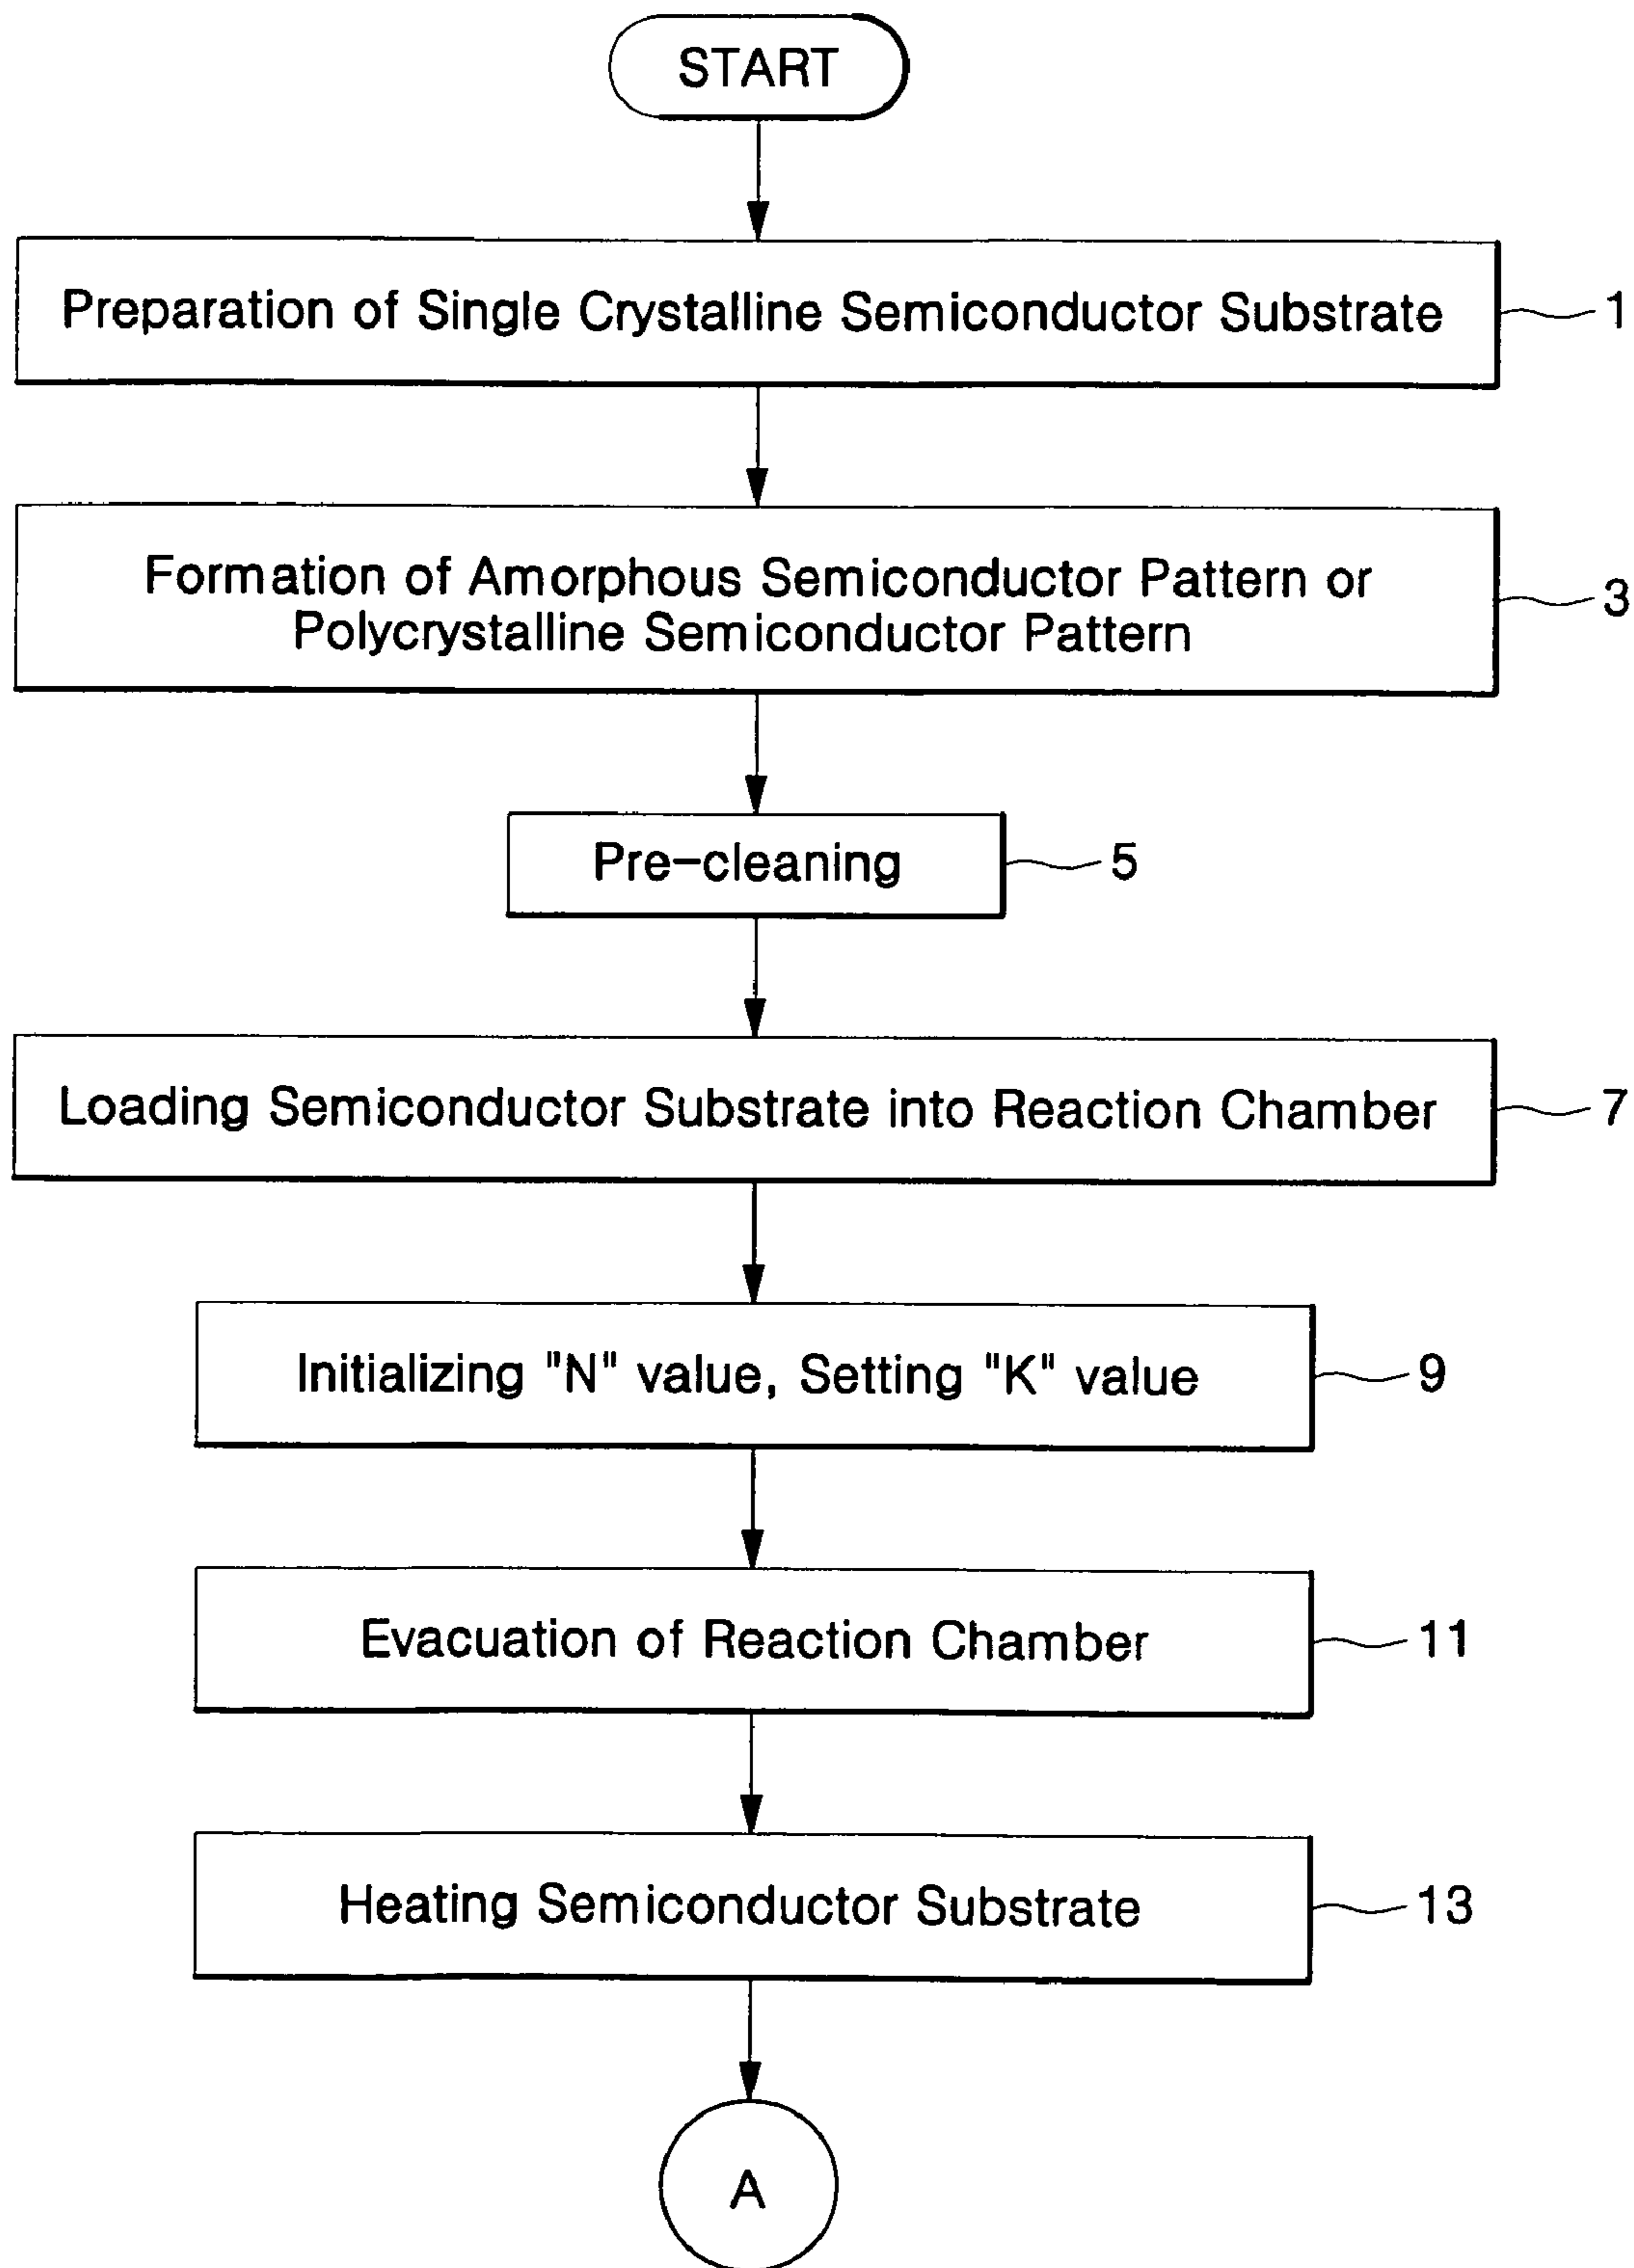 START
Preparation of Single Crystalline Semiconductor Substrate
1
Formation of Amorphous Semiconductor Pattern or
Polycrystalline Semiconductor Pattern
3
Pre-cleaning
5
Loading Semiconductor Substrate into Reaction Chamber
7
Initializing "N" value, Setting "K" value
9
Evacuation of Reaction Chamber
11
Heating Semiconductor Substrate
13
A